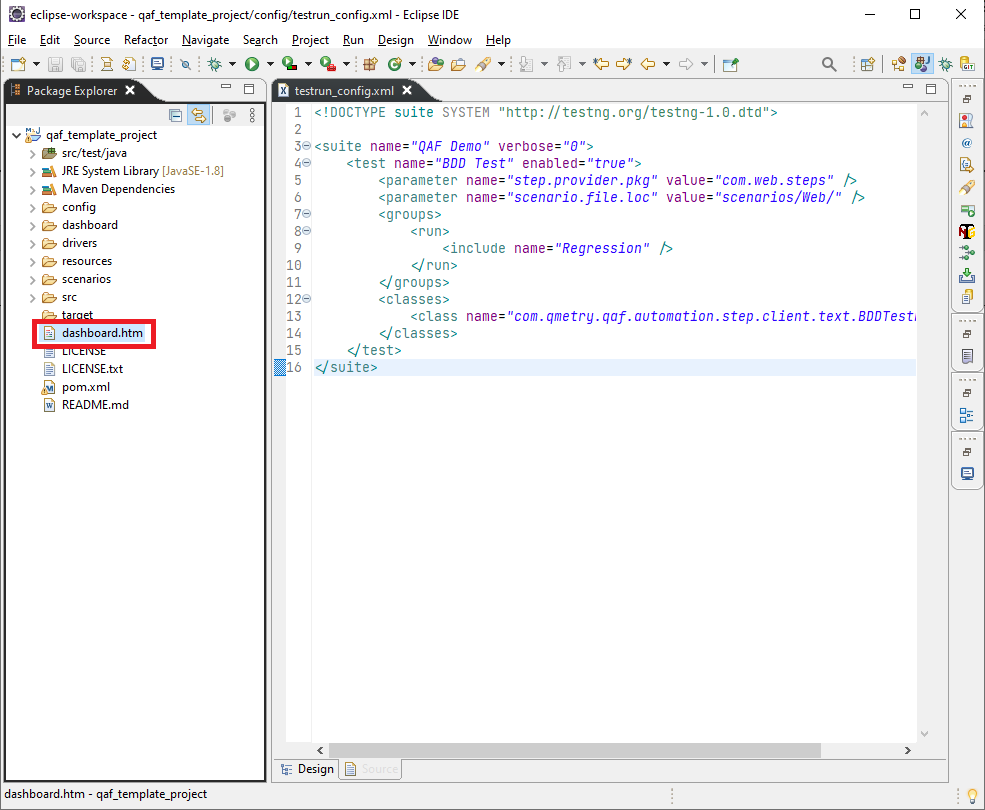 eclipse-workspace - qaf_template_project/config/testrun_config.xml - Eclipse IDE
File Edit Source Refactor Navigate Search Project Run Design Window Help
Package Explorer
qaf_template_project
src/test/java
JRE System Library [JavaSE-1.8]
Maven Dependencies
config
dashboard
drivers
resources
scenarios
src
target
dashboard.htm
LICENSE
LICENSE.txt
pom.xml
README.md
testrun_config.xml
1 <!DOCTYPE suite SYSTEM "http://testng.org/testng-1.0.dtd">
2
3 <suite name="QAF Demo" verbose="0">
4 <test name="BDD Test" enabled="true">
5 <parameter name="step.provider.pkg" value="com.web.steps" />
6 <parameter name="scenario.file.loc" value="scenarios/Web/" />
7 <groups>
8 <run>
9 <include name="Regression" />
10 </run>
11 </groups>
12 <classes>
13 <class name="com.qmetry.qaf.automation.step.client.text.BDDTest
14 </classes>
15 </test>
16 </suite>
Design Source
dashboard.htm - qaf_template_project